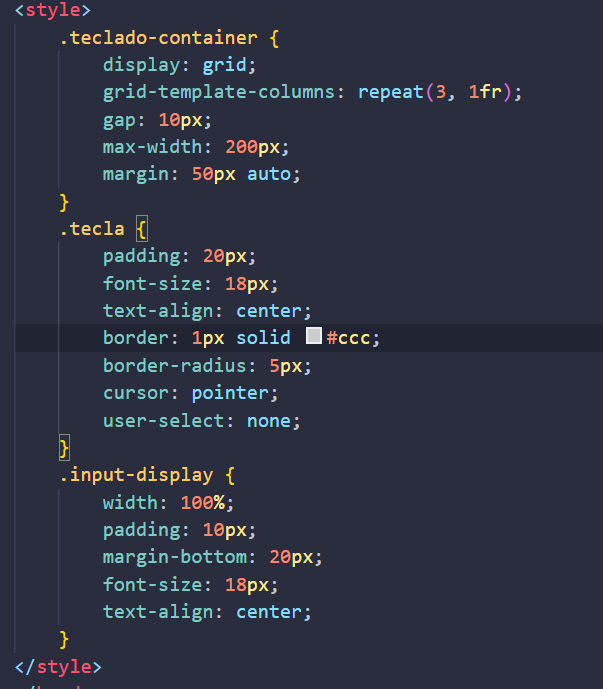 <style>
.teclado-container {
display: grid;
grid-template-columns: repeat(3, 1fr);
gap: 10px;
max-width: 200px;
margin: 50px auto;
}
.tecla {
padding: 20px;
font-size: 18px;
text-align: center;
border: 1px solid #ccc;
border-radius: 5px;
cursor: pointer;
user-select: none;
}
.input-display {
width: 100%;
padding: 10px;
margin-bottom: 20px;
font-size: 18px;
text-align: center;
}
</style>